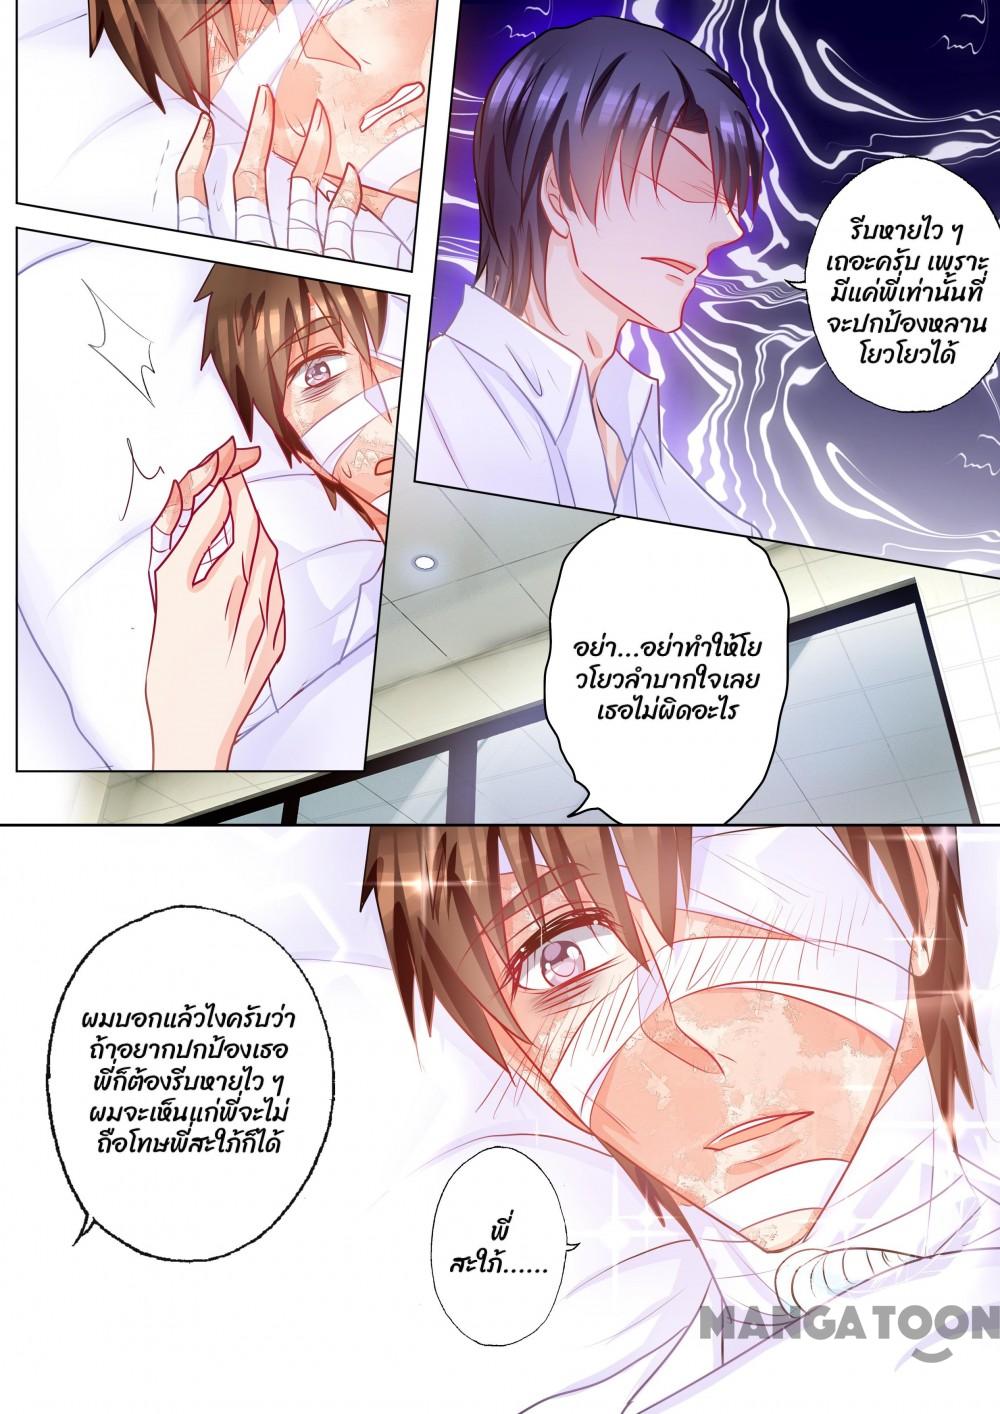 รีบหายไว ๆ
เถอะครับ เพราะ
มีแค่พี่เท่านั้นที่
จะปกป้องหลาน
โยวโยวได้
อย่า...อย่าทำให้โย
วโยวลำบากใจเลย
เธอไม่ผิดอะไร
ผมบอกแล้วไงครับว่า
ถ้าอยากปกป้องเธอ
พี่ก็ต้องรีบหายไว ๆ
ผมจะเห็นแก่พี่จะไม่
ถือโทษพี่สะใภ้ก็ได้
พี่
สะใภ้......
MANGATOON